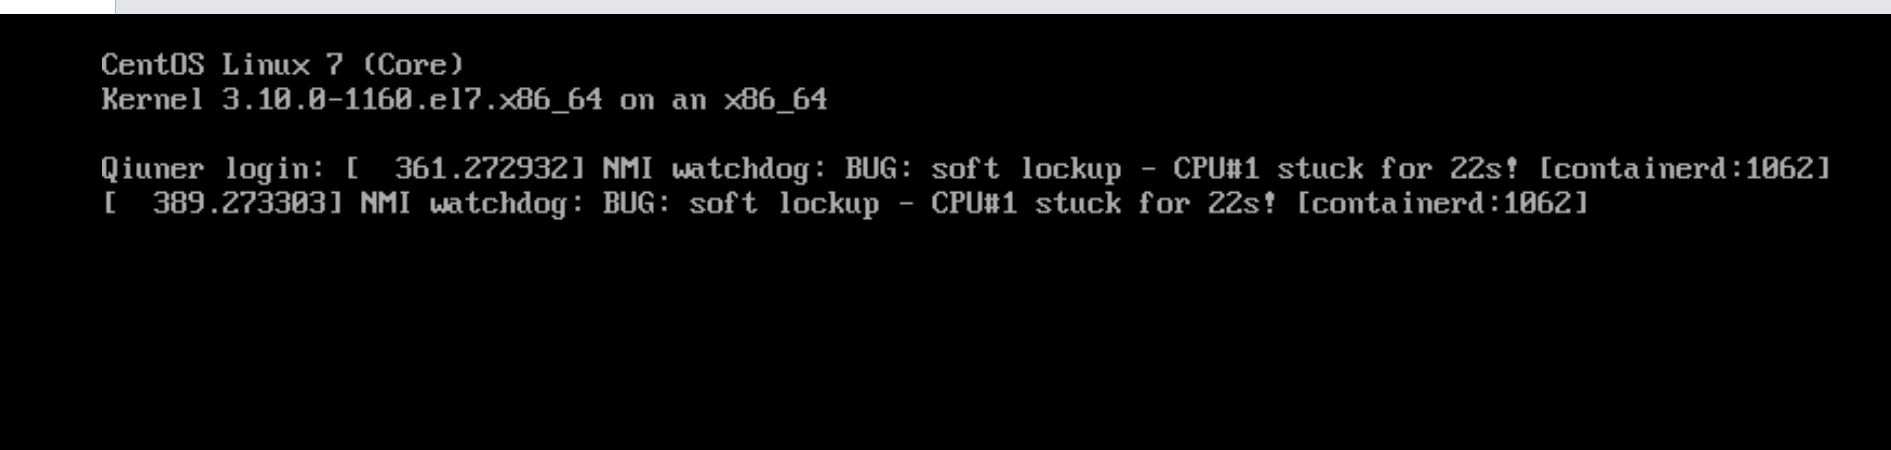 CentOS Linux 7 (Core)
Kernel 3.10.0-1160.el7.x86_64 on an x86_64
Qiuner login: [  361.272932] NMI watchdog: BUG: soft lockup - CPU#1 stuck for 22s! [containerd:1062]
[  389.273303] NMI watchdog: BUG: soft lockup - CPU#1 stuck for 22s! [containerd:1062]